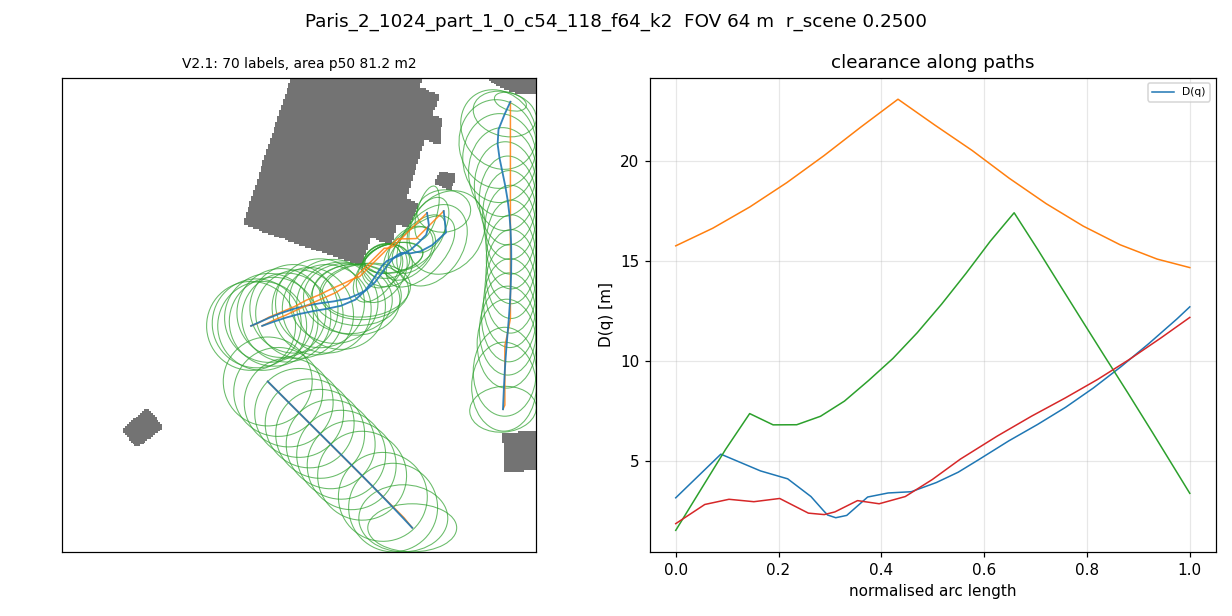 Paris_2_1024_part_1_0_c54_118_f64_k2  FOV 64 m  r_scene 0.2500
V2.1: 70 labels, area p50 81.2 m2
clearance along paths
D(q)
D(q) [m]
20
15
10
5
0.0 0.2 0.4 0.6 0.8 1.0
normalised arc length